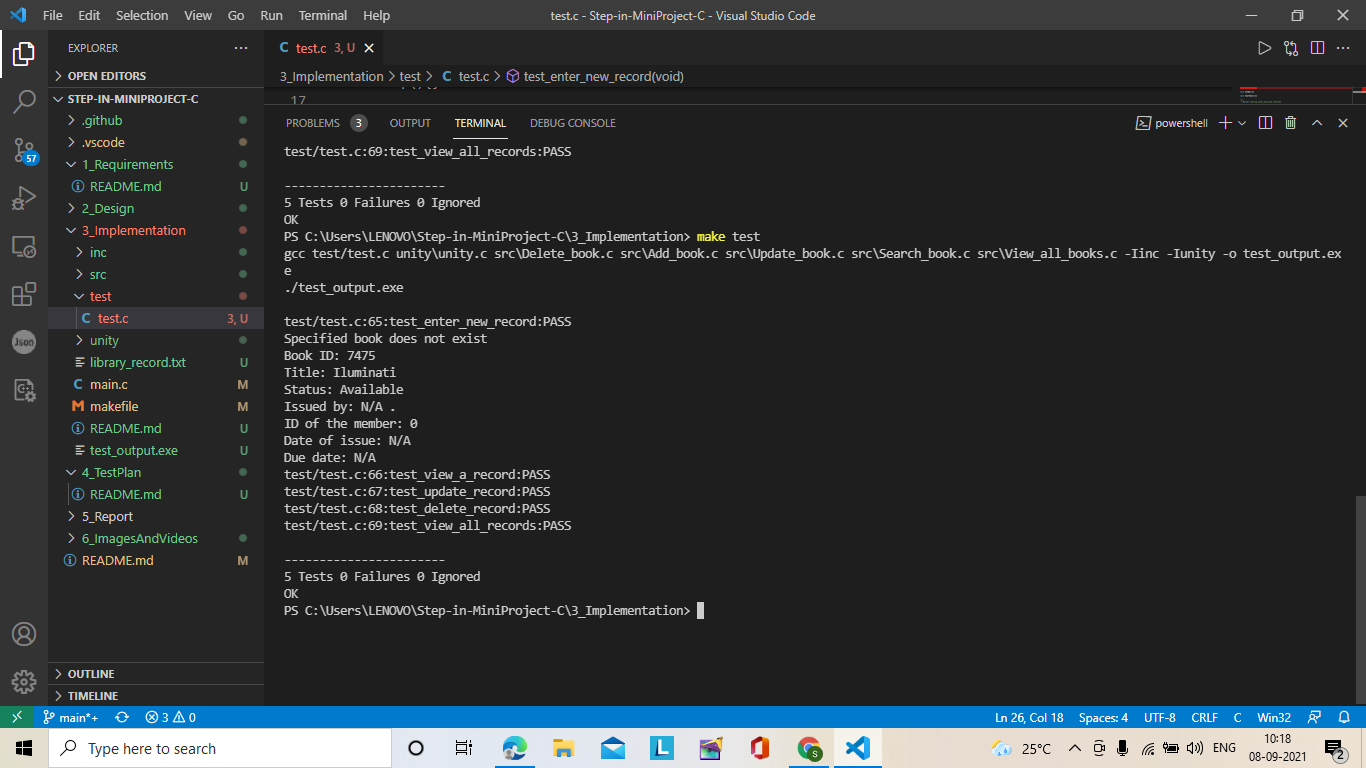 File Edit Selection View Go Run Terminal Help test.c - Step-in-MiniProject-C - Visual Studio Code
EXPLORER ...
OPEN EDITORS
STEP-IN-MINIPROJECT-C
.github
.vscode
1_Requirements
README.md U
2_Design
3_Implementation
inc
src
test
test.c 3, U
unity
library_record.txt U
main.c M
makefile M
README.md U
test_output.exe U
4_TestPlan
README.md U
5_Report
6_ImagesAndVideos
README.md M
OUTLINE
TIMELINE
57
Json
C test.c 3, U
3_Implementation > test > C test.c > test_enter_new_record(void)
17
PROBLEMS 3 OUTPUT TERMINAL DEBUG CONSOLE powershell
test/test.c:69:test_view_all_records:PASS
-----------------------
5 Tests 0 Failures 0 Ignored
OK
PS C:\Users\LENOVO\Step-in-MiniProject-C\3_Implementation> make test
gcc test/test.c unity\unity.c src\Delete_book.c src\Add_book.c src\Update_book.c src\Search_book.c src\View_all_books.c -Iinc -Iunity -o test_output.ex
e
./test_output.exe
test/test.c:65:test_enter_new_record:PASS
Specified book does not exist
Book ID: 7475
Title: Iluminati
Status: Available
Issued by: N/A .
ID of the member: 0
Date of issue: N/A
Due date: N/A
test/test.c:66:test_view_a_record:PASS
test/test.c:67:test_update_record:PASS
test/test.c:68:test_delete_record:PASS
test/test.c:69:test_view_all_records:PASS
-----------------------
5 Tests 0 Failures 0 Ignored
OK
PS C:\Users\LENOVO\Step-in-MiniProject-C\3_Implementation>
main*+ 3 0 Ln 26, Col 18 Spaces: 4 UTF-8 CRLF C Win32
Type here to search 25°C ENG 10:18
08-09-2021
2